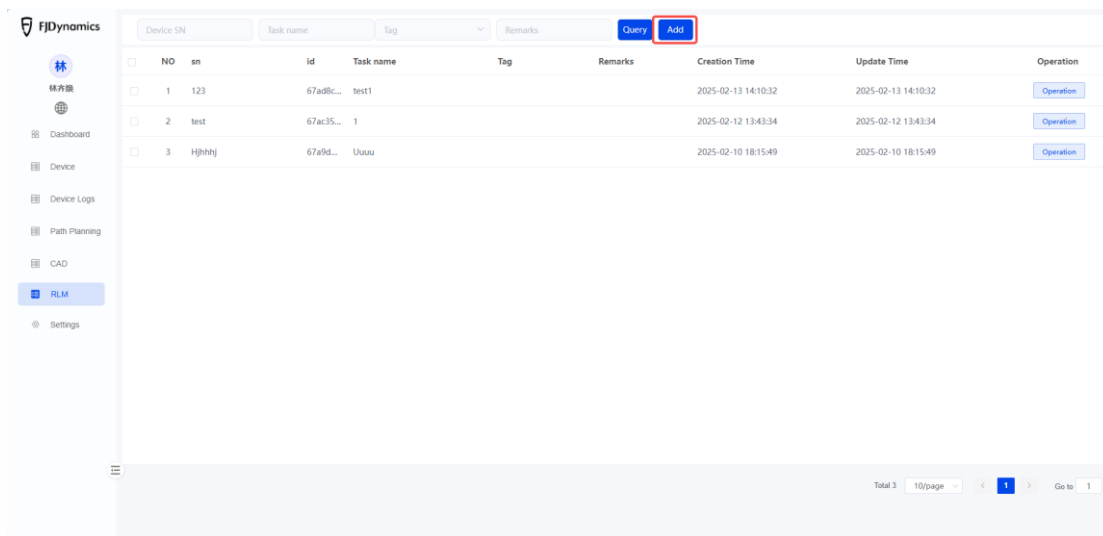 FJDynamics
林
林齐焕
Dashboard
Device
Device Logs
Path Planning
CAD
RLM
Settings
Device SN Task name Tag Remarks Query Add
NO sn id Task name Tag Remarks Creation Time Update Time Operation
1 123 67ad8c... test1 2025-02-13 14:10:32 2025-02-13 14:10:32 Operation
2 test 67ac35... 1 2025-02-12 13:43:34 2025-02-12 13:43:34 Operation
3 Hjhhhj 67a9d... Uuuu 2025-02-10 18:15:49 2025-02-10 18:15:49 Operation
Total 3 10/page < 1 > Go to 1